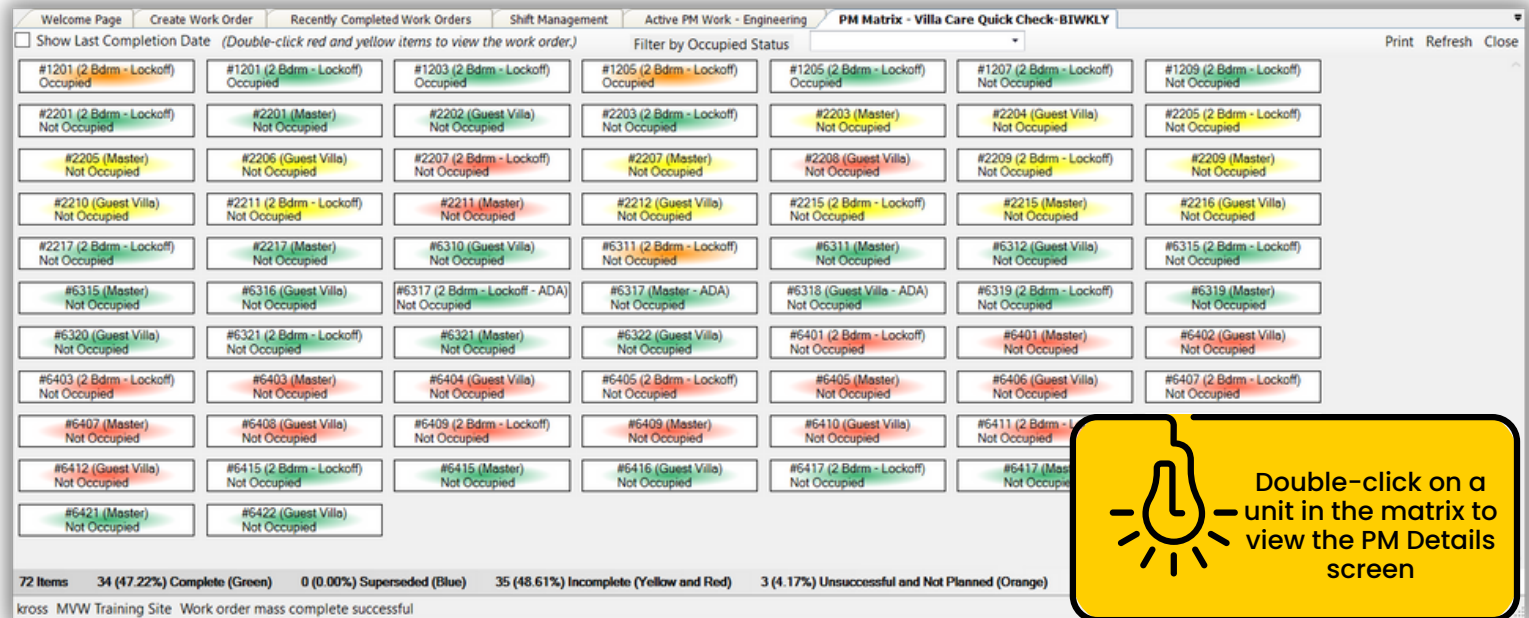 Welcome Page Create Work Order Recently Completed Work Orders Shift Management Active PM Work - Engineering PM Matrix - Villa Care Quick Check-BIWKLY
Show Last Completion Date (Double-click red and yellow items to view the work order.) Filter by Occupied Status Print Refresh Close
#1201 (2 Bdrm - Lockoff) #1201 (2 Bdrm - Lockoff) #1203 (2 Bdrm - Lockoff) #1205 (2 Bdrm - Lockoff) #1205 (2 Bdrm - Lockoff) #1207 (2 Bdrm - Lockoff) #1209 (2 Bdrm - Lockoff)
Occupied Occupied Occupied Occupied Occupied Not Occupied Not Occupied
#2201 (2 Bdrm - Lockoff) #2201 (Master) #2202 (Guest Villa) #2203 (2 Bdrm - Lockoff) #2203 (Master) #2204 (Guest Villa) #2205 (2 Bdrm - Lockoff)
Not Occupied Not Occupied Not Occupied Not Occupied Not Occupied Not Occupied Not Occupied
#2205 (Master) #2206 (Guest Villa) #2207 (2 Bdrm - Lockoff) #2207 (Master) #2208 (Guest Villa) #2209 (2 Bdrm - Lockoff) #2209 (Master)
Not Occupied Not Occupied Not Occupied Not Occupied Not Occupied Not Occupied Not Occupied
#2210 (Guest Villa) #2211 (2 Bdrm - Lockoff) #2211 (Master) #2212 (Guest Villa) #2215 (2 Bdrm - Lockoff) #2215 (Master) #2216 (Guest Villa)
Not Occupied Not Occupied Not Occupied Not Occupied Not Occupied Not Occupied Not Occupied
#2217 (2 Bdrm - Lockoff) #2217 (Master) #6310 (Guest Villa) #6311 (2 Bdrm - Lockoff) #6311 (Master) #6312 (Guest Villa) #6315 (2 Bdrm - Lockoff)
Not Occupied Not Occupied Not Occupied Not Occupied Not Occupied Not Occupied Not Occupied
#6315 (Master) #6316 (Guest Villa) #6317 (2 Bdrm - Lockoff - ADA) #6317 (Master - ADA) #6318 (Guest Villa - ADA) #6319 (2 Bdrm - Lockoff) #6319 (Master)
Not Occupied Not Occupied Not Occupied Not Occupied Not Occupied Not Occupied Not Occupied
#6320 (Guest Villa) #6321 (2 Bdrm - Lockoff) #6321 (Master) #6322 (Guest Villa) #6401 (2 Bdrm - Lockoff) #6401 (Master) #6402 (Guest Villa)
Not Occupied Not Occupied Not Occupied Not Occupied Not Occupied Not Occupied Not Occupied
#6403 (2 Bdrm - Lockoff) #6403 (Master) #6404 (Guest Villa) #6405 (2 Bdrm - Lockoff) #6405 (Master) #6406 (Guest Villa) #6407 (2 Bdrm - Lockoff)
Not Occupied Not Occupied Not Occupied Not Occupied Not Occupied Not Occupied Not Occupied
#6407 (Master) #6408 (Guest Villa) #6409 (2 Bdrm - Lockoff) #6409 (Master) #6410 (Guest Villa) #6411 (2 Bdrm -
Not Occupied Not Occupied Not Occupied Not Occupied Not Occupied Not Occupied
#6412 (Guest Villa) #6415 (2 Bdrm - Lockoff) #6415 (Master) #6416 (Guest Villa) #6417 (2 Bdrm - Lockoff) #6417
Not Occupied Not Occupied Not Occupied Not Occupied Not Occupied Not
#6421 (Master) #6422 (Guest Villa)
Not Occupied Not Occupied
72 Items 34 (47.22%) Complete (Green) 0 (0.00%) Superseded (Blue) 35 (48.61%) Incomplete (Yellow and Red) 3 (4.17%) Unsuccessful and Not Planned (Orange)
kross MVW Training Site Work order mass complete successful
Double-click on a
unit in the matrix to
view the PM Details
screen